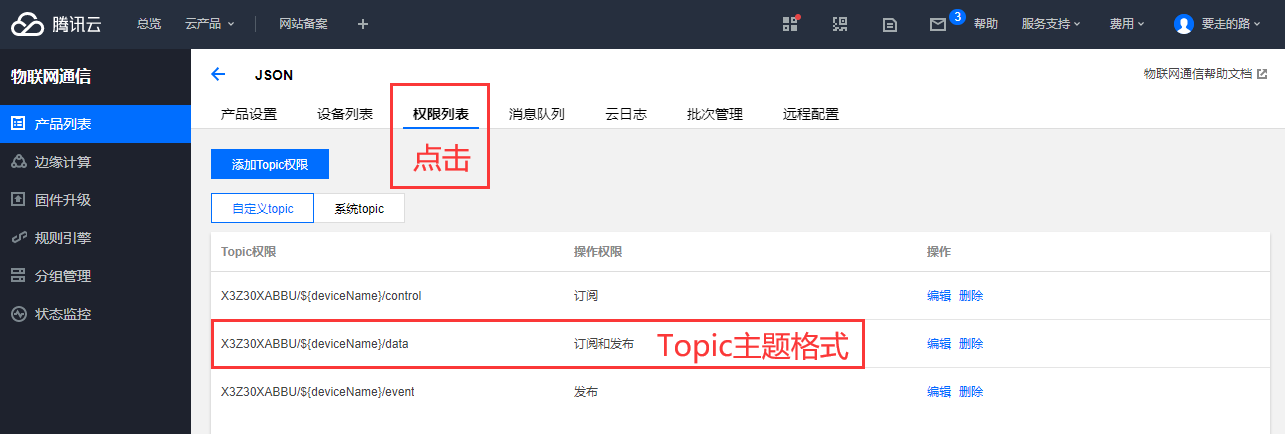 腾讯云 总览 云产品 网站备案 + 3 帮助 服务支持 费用 要走的路
物联网通信
产品列表
边缘计算
固件升级
规则引擎
分组管理
状态监控
JSON 物联网通信帮助文档
产品设置 设备列表 权限列表 消息队列 云日志 批次管理 远程配置
点击
添加Topic权限
自定义topic 系统topic
Topic权限 操作权限 操作
X3Z30XABBU/${deviceName}/control 订阅 编辑 删除
X3Z30XABBU/${deviceName}/data 订阅和发布 Topic主题格式 编辑 删除
X3Z30XABBU/${deviceName}/event 发布 编辑 删除